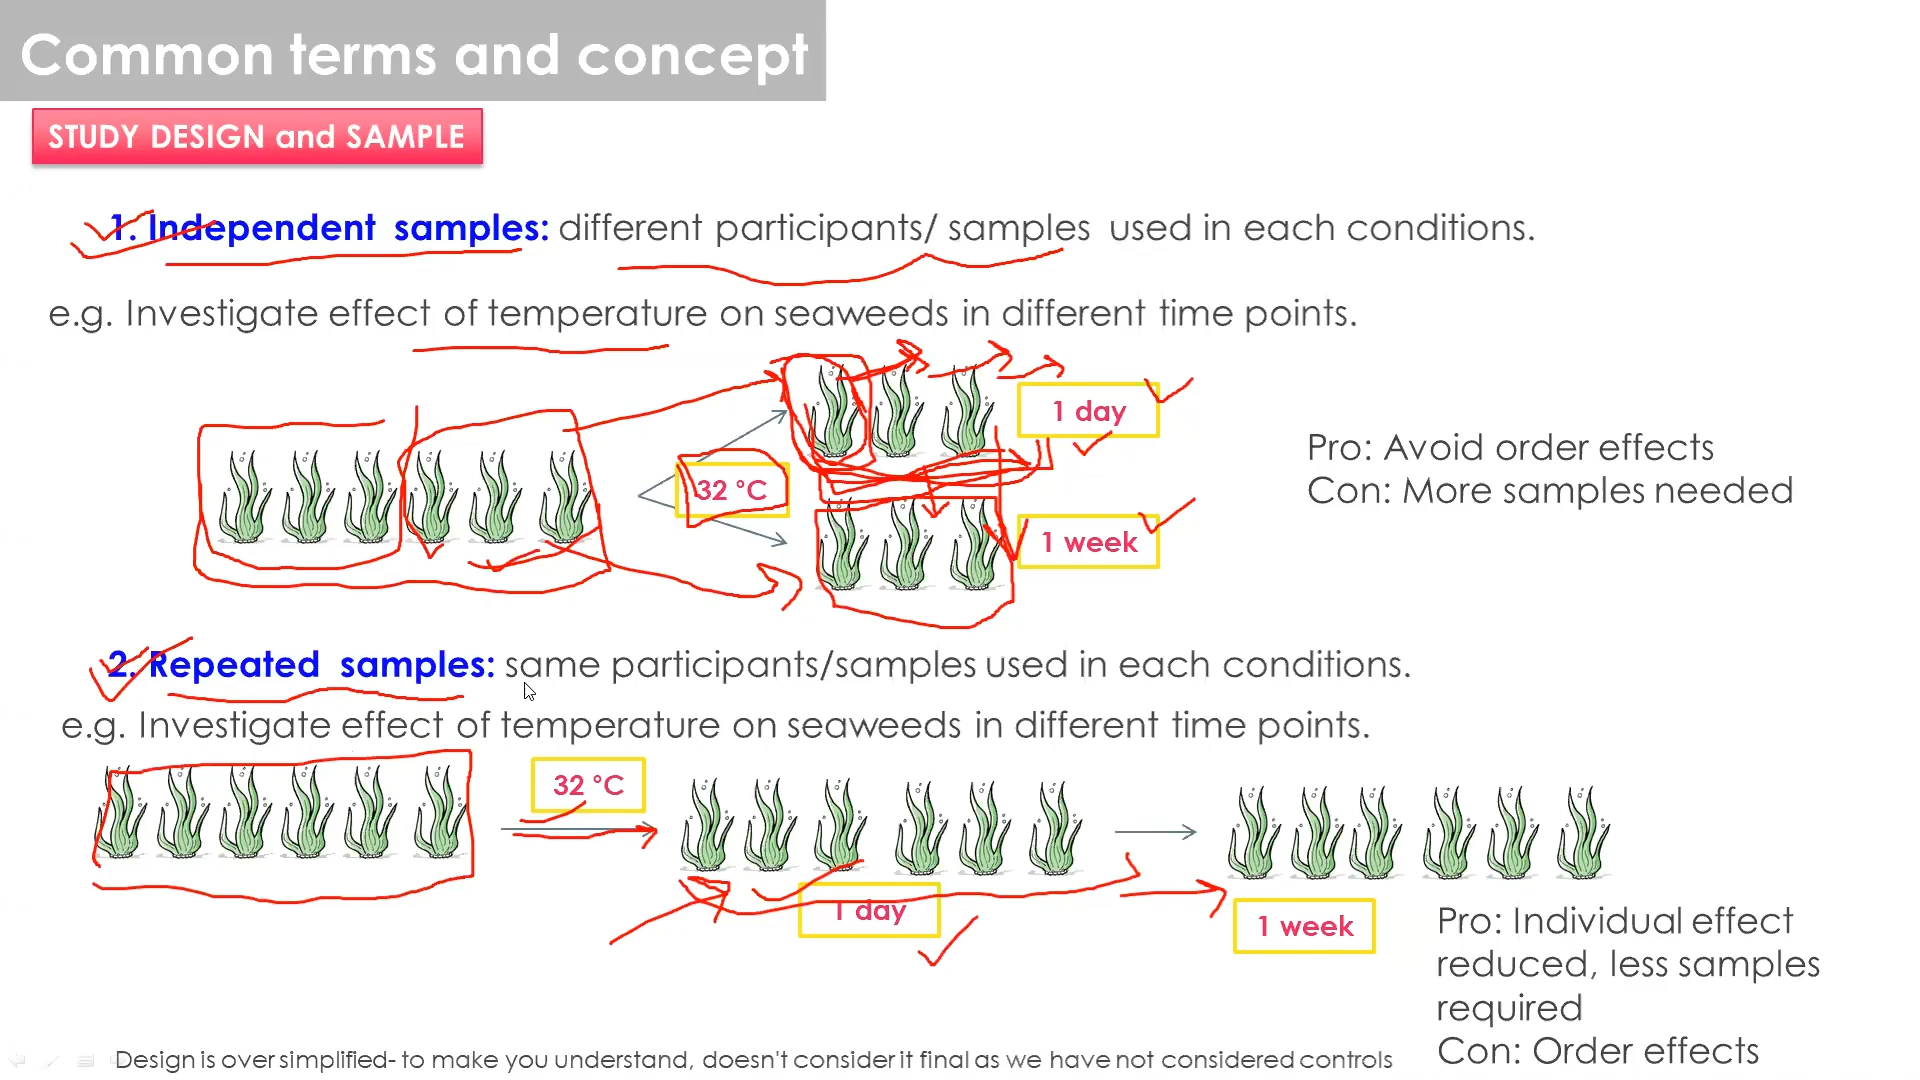 Common terms and concept
STUDY DESIGN and SAMPLE
1. Independent samples: different participants/ samples used in each conditions.
e.g. Investigate effect of temperature on seaweeds in different time points.
1 day
32 °C
1 week
Pro: Avoid order effects
Con: More samples needed
2. Repeated samples: same participants/samples used in each conditions.
e.g. Investigate effect of temperature on seaweeds in different time points.
32 °C
1 day
1 week
Pro: Individual effect
reduced, less samples
required
Con: Order effects
Design is over simplified- to make you understand, doesn't consider it final as we have not considered controls